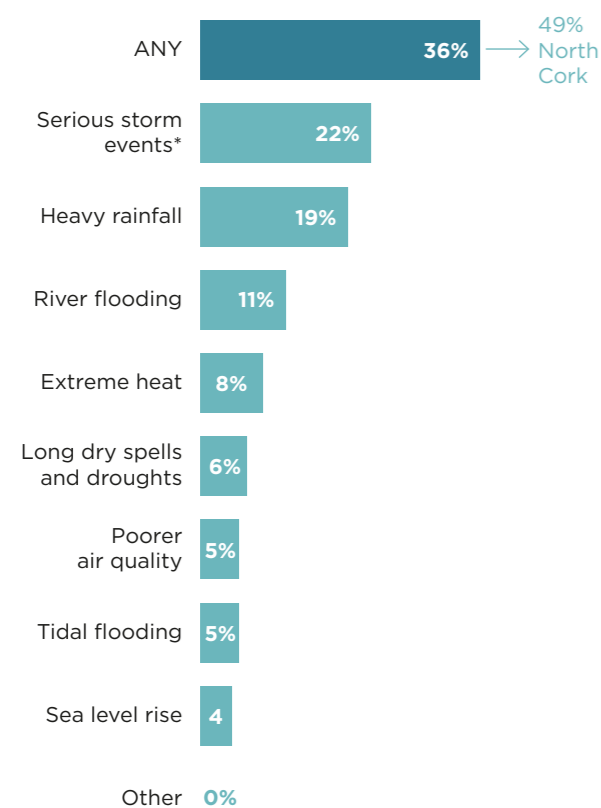 ANY
36%
49%
North
Cork
Serious storm
events*
22%
Heavy rainfall
19%
River flooding
11%
Extreme heat
8%
Long dry spells
and droughts
6%
Poorer
air quality
5%
Tidal flooding
5%
Sea level rise
4
Other
0%